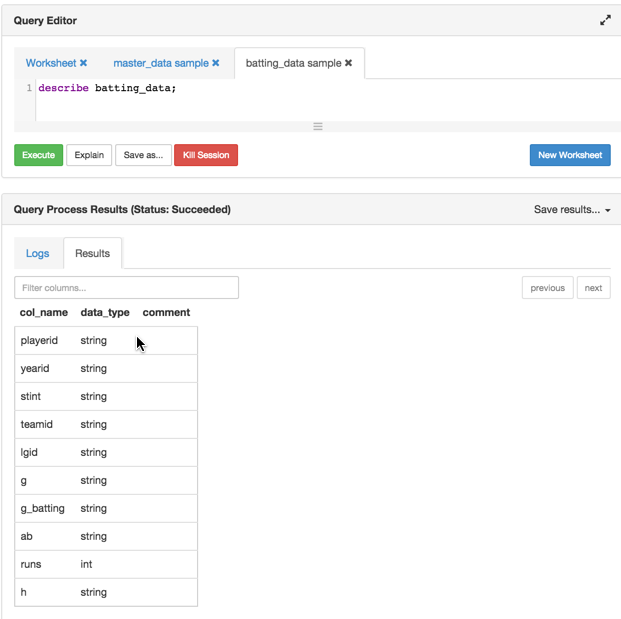 Query Editor
Worksheet ✖ master_data sample ✖ batting_data sample ✖
1 describe batting_data;
Execute Explain Save as... Kill Session New Worksheet
Query Process Results (Status: Succeeded) Save results...
Logs Results
Filter columns... previous next
col_name data_type comment
playerid string
yearid string
stint string
teamid string
lgid string
g string
g_batting string
ab string
runs int
h string